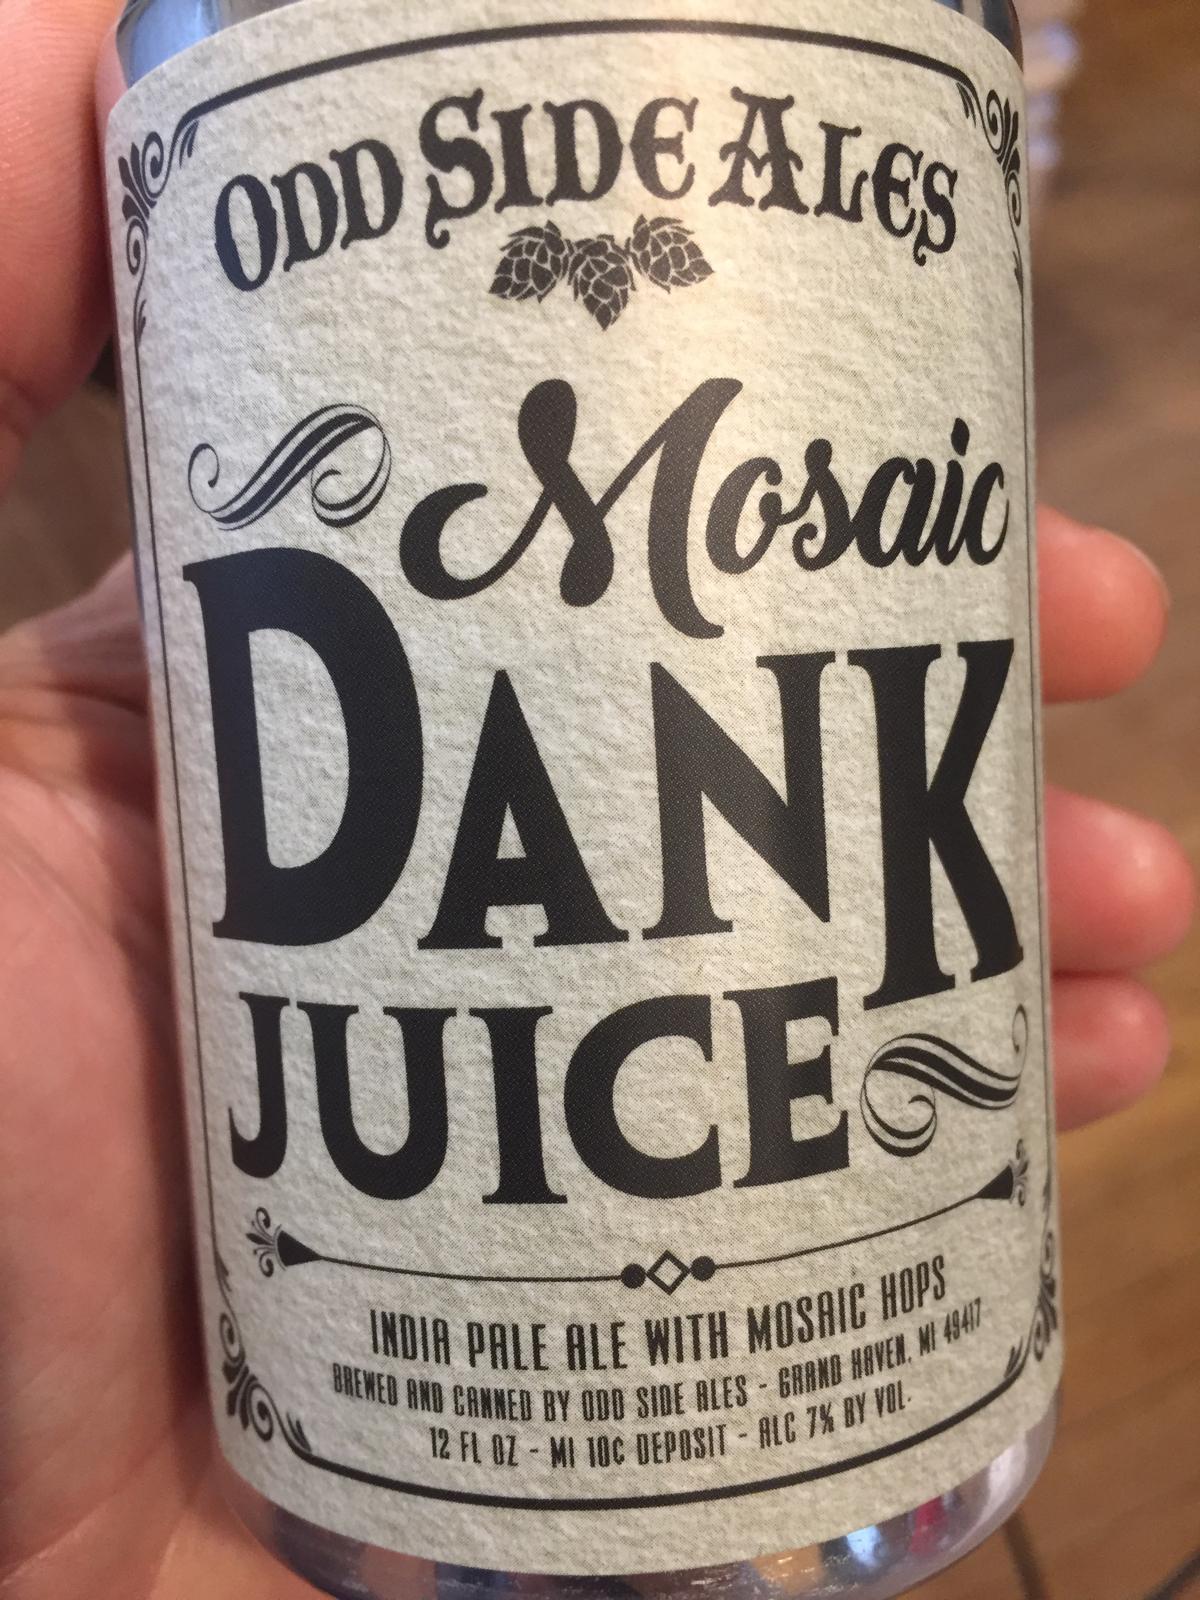 ODD SIDE ALES
Mosaic
DANK
JUICE
INDIA PALE ALE WITH MOSAIC HOPS
BREWED AND CANNED BY ODD SIDE ALES - GRAND HAVEN, MI 49417
12 FL OZ - MI 10¢ DEPOSIT - ALC 7% BY VOL.